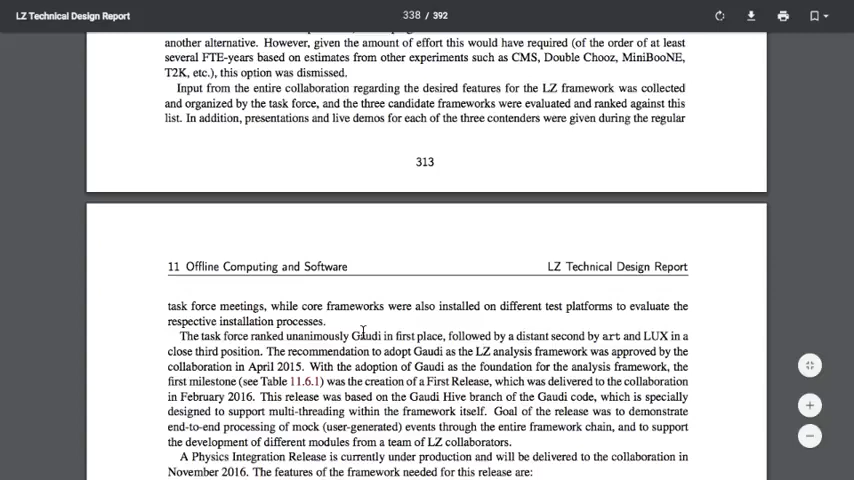 LZ Technical Design Report
338 / 392
another alternative. However, given the amount of effort this would have required (of the order of at least
several FTE-years based on estimates from other experiments such as CMS, Double Chooz, MiniBooNE,
T2K, etc.), this option was dismissed.
Input from the entire collaboration regarding the desired features for the LZ framework was collected
and organized by the task force, and the three candidate frameworks were evaluated and ranked against this
list. In addition, presentations and live demos for each of the three contenders were given during the regular
313
11 Offline Computing and Software
LZ Technical Design Report
task force meetings, while core frameworks were also installed on different test platforms to evaluate the
respective installation processes.
The task force ranked unanimously Gaudi in first place, followed by a distant second by art and LUX in a
close third position. The recommendation to adopt Gaudi as the LZ analysis framework was approved by the
collaboration in April 2015. With the adoption of Gaudi as the foundation for the analysis framework, the
first milestone (see Table 11.6.1) was the creation of a First Release, which was delivered to the collaboration
in February 2016. This release was based on the Gaudi Hive branch of the Gaudi code, which is specially
designed to support multi-threading within the framework itself. Goal of the release was to demonstrate
end-to-end processing of mock (user-generated) events through the entire framework chain, and to support
the development of different modules from a team of LZ collaborators.
A Physics Integration Release is currently under production and will be delivered to the collaboration in
November 2016. The features of the framework needed for this release are: